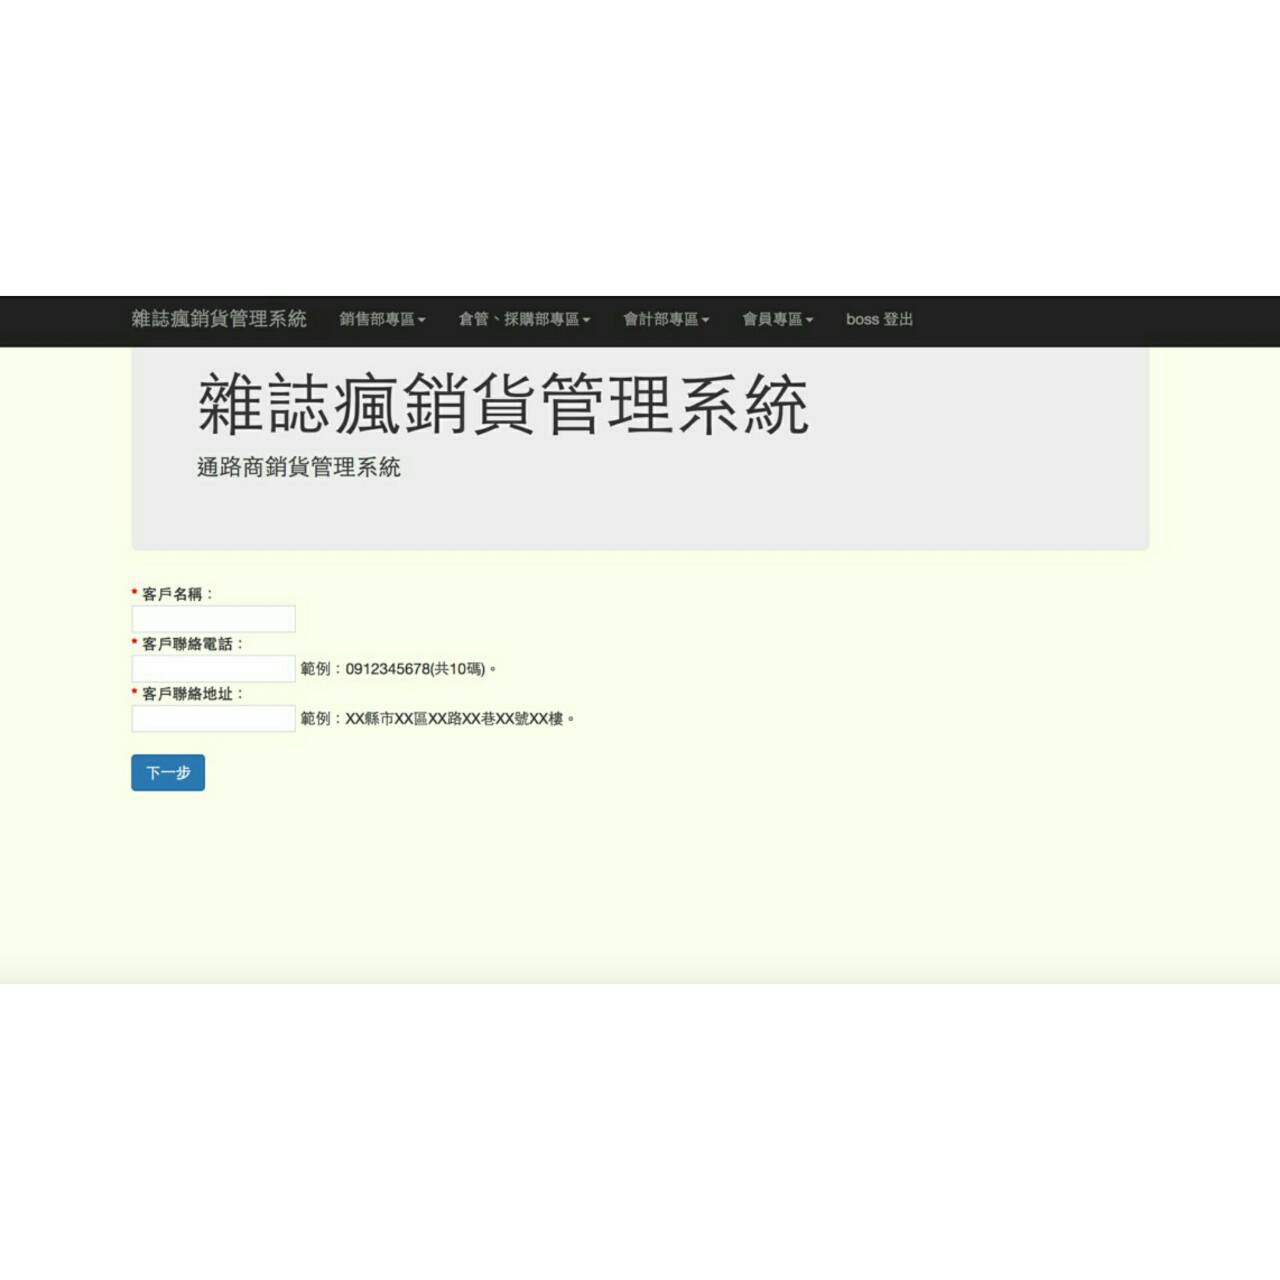 雜誌瘋銷貨管理系統 銷售部專區 倉管、採購部專區 會計部專區 會員專區 boss 登出
雜誌瘋銷貨管理系統
通路商銷貨管理系統
* 客戶名稱：
* 客戶聯絡電話：
範例：0912345678(共10碼)。
* 客戶聯絡地址：
範例：XX縣市XX區XX路XX巷XX號XX樓。
下一步